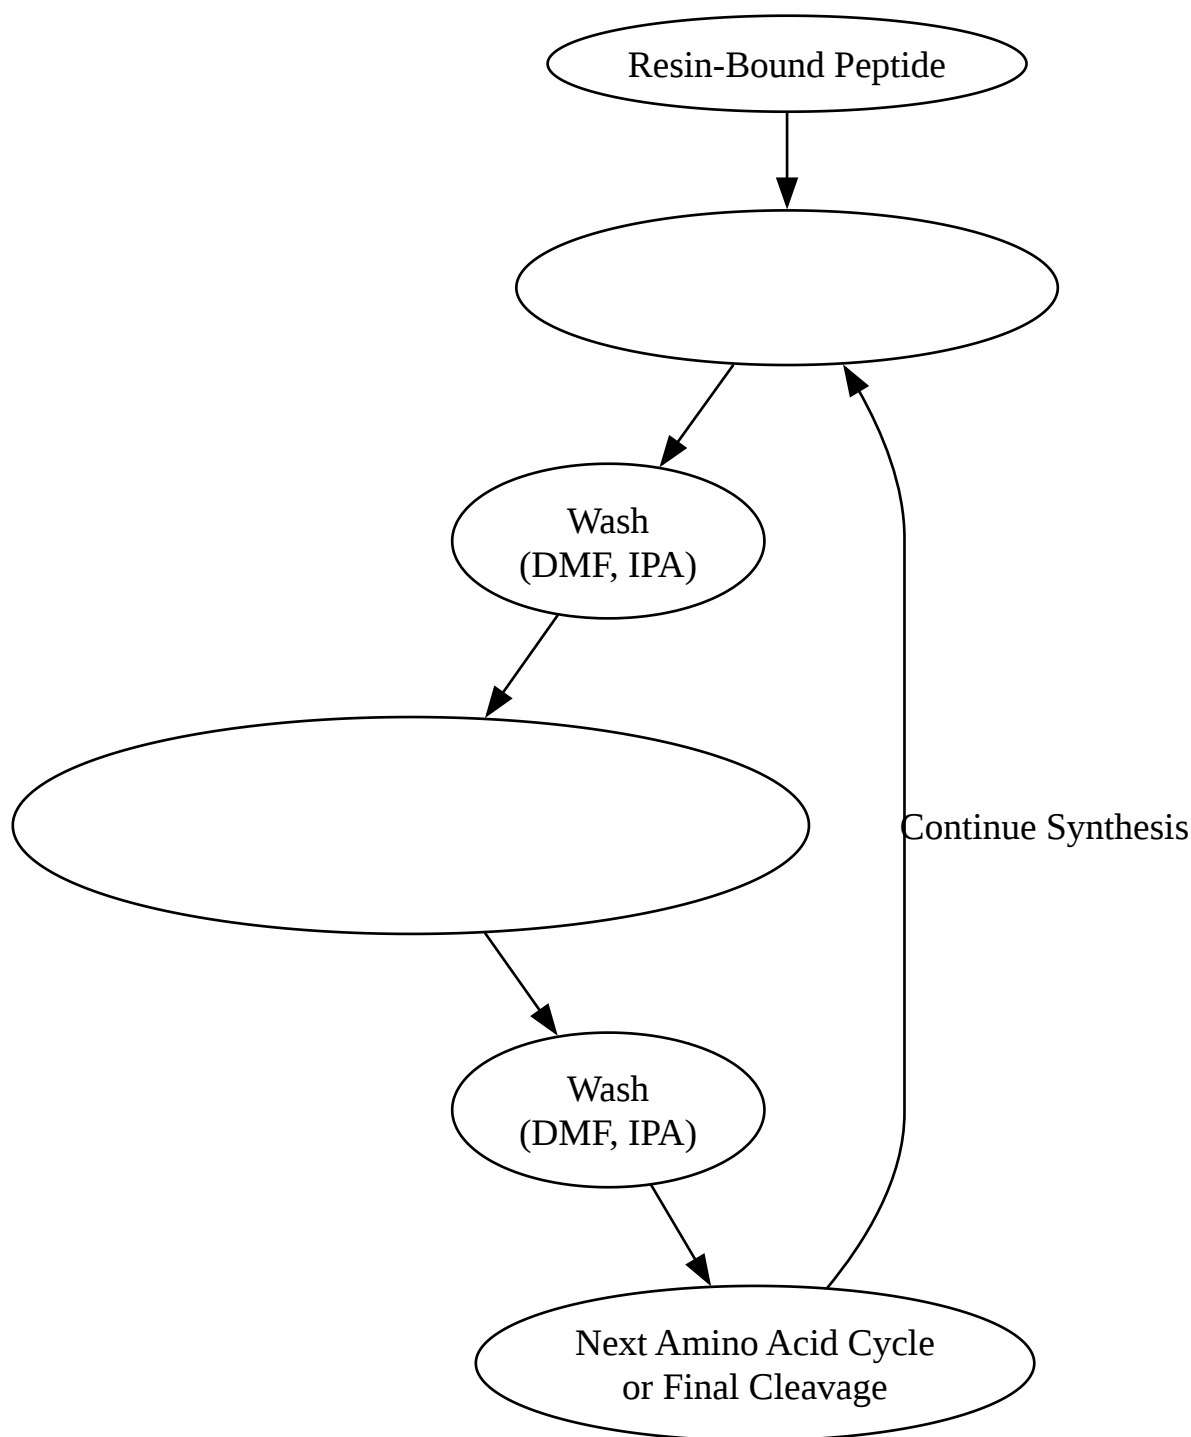 Resin-Bound Peptide
Wash
(DMF, IPA)
Continue Synthesis
Wash
(DMF, IPA)
Next Amino Acid Cycle
or Final Cleavage